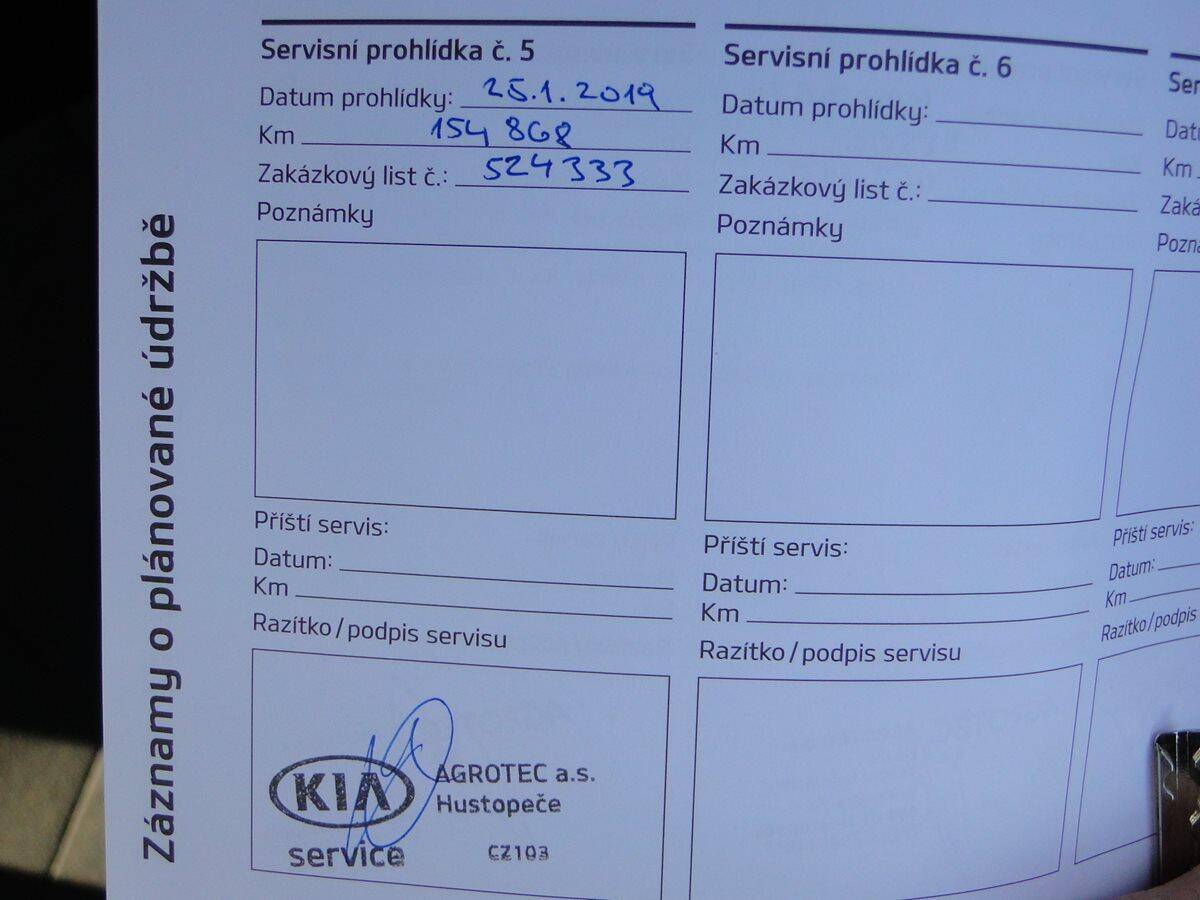 Záznamy o plánované údržbě
Servisní prohlídka č. 5
Datum prohlídky: 25.1.2019
Km 154 868
Zakázkový list č.: 524333
Poznámky
Příští servis:
Datum:
Km
Razítko/podpis servisu
KIA
service
AGROTEC a.s.
Hustopeče
CZ103
Servisní prohlídka č. 6
Datum prohlídky:
Km
Zakázkový list č.:
Poznámky
Příští servis:
Datum:
Km
Razítko/podpis servisu
Ser
Datu
Km
Zaká
Pozná
Příští servis:
Datum:
Km
Razítko/podpis